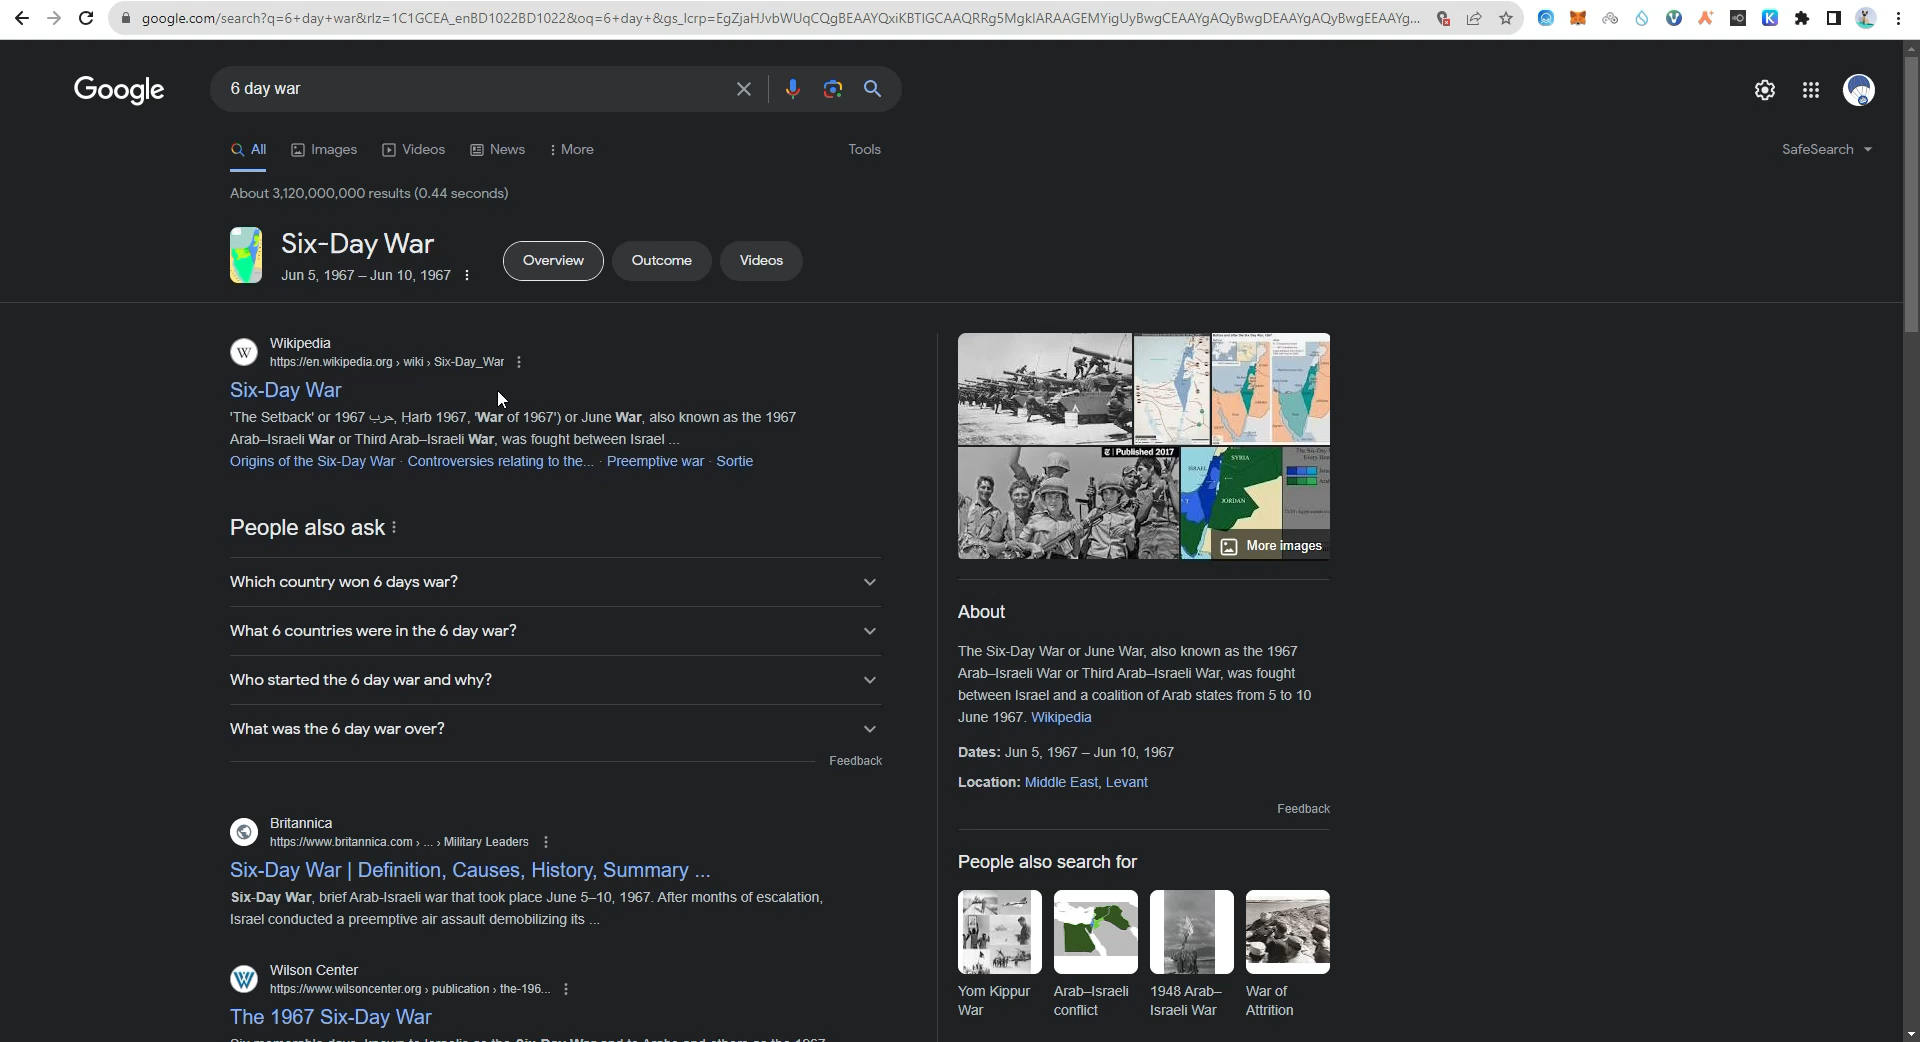 google.com/search?q=6+day+war&rlz=1C1GCEA_enBD1022BD1022&oq=6+day+&gs_lcrp=EgZjaHJvbWUqCQgBEAAYQxiKBTIGCAAQRRg5MgkIARAAGEMYigUyBwgCEAAYgAQyBwgDEAAYgAQyBwgEEAAYg...
Google
6 day war
All
Images
Videos
News
More
Tools
SafeSearch
About 3,120,000,000 results (0.44 seconds)
Six-Day War
Jun 5, 1967 – Jun 10, 1967
Overview
Outcome
Videos
Wikipedia
https://en.wikipedia.org › wiki › Six-Day_War
Six-Day War
'The Setback' or 1967 حرب, Ḥarb 1967, 'War of 1967') or June War, also known as the 1967
Arab–Israeli War or Third Arab–Israeli War, was fought between Israel ...
Origins of the Six-Day War · Controversies relating to the... · Preemptive war · Sortie
People also ask
Which country won 6 days war?
What 6 countries were in the 6 day war?
Who started the 6 day war and why?
What was the 6 day war over?
Feedback
Britannica
https://www.britannica.com › ... › Military Leaders
Six-Day War | Definition, Causes, History, Summary ...
Six-Day War, brief Arab-Israeli war that took place June 5–10, 1967. After months of escalation,
Israel conducted a preemptive air assault demobilizing its ...
Wilson Center
https://www.wilsoncenter.org › publication › the-196...
The 1967 Six-Day War
Published 2017
SYRIA
ISRAEL
JORDAN
More images
About
The Six-Day War or June War, also known as the 1967
Arab–Israeli War or Third Arab–Israeli War, was fought
between Israel and a coalition of Arab states from 5 to 10
June 1967. Wikipedia
Dates: Jun 5, 1967 – Jun 10, 1967
Location: Middle East, Levant
Feedback
People also search for
Yom Kippur
War
Arab–Israeli
conflict
1948 Arab–
Israeli War
War of
Attrition